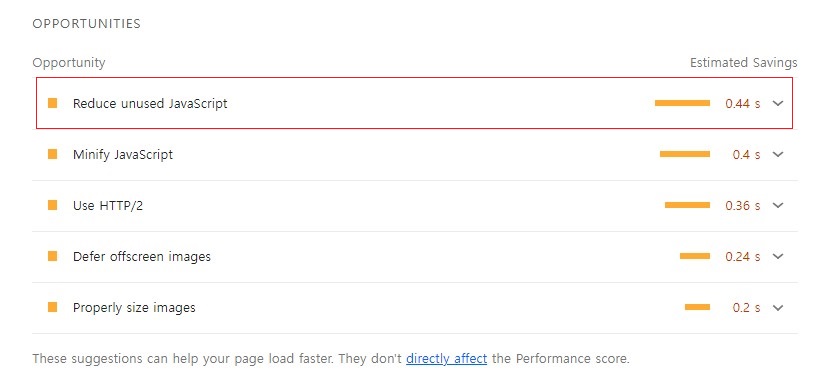 OPPORTUNITIES
Opportunity Estimated Savings
Reduce unused JavaScript 0.44 s
Minify JavaScript 0.4 s
Use HTTP/2 0.36 s
Defer offscreen images 0.24 s
Properly size images 0.2 s
These suggestions can help your page load faster. They don't directly affect the Performance score.